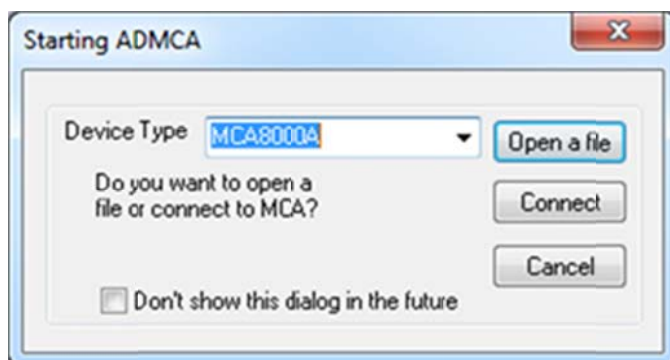 Starting ADMCA
Device Type MCA8000A Open a file
Do you want to open a
file or connect to MCA? Connect
Cancel
Don't show this dialog in the future